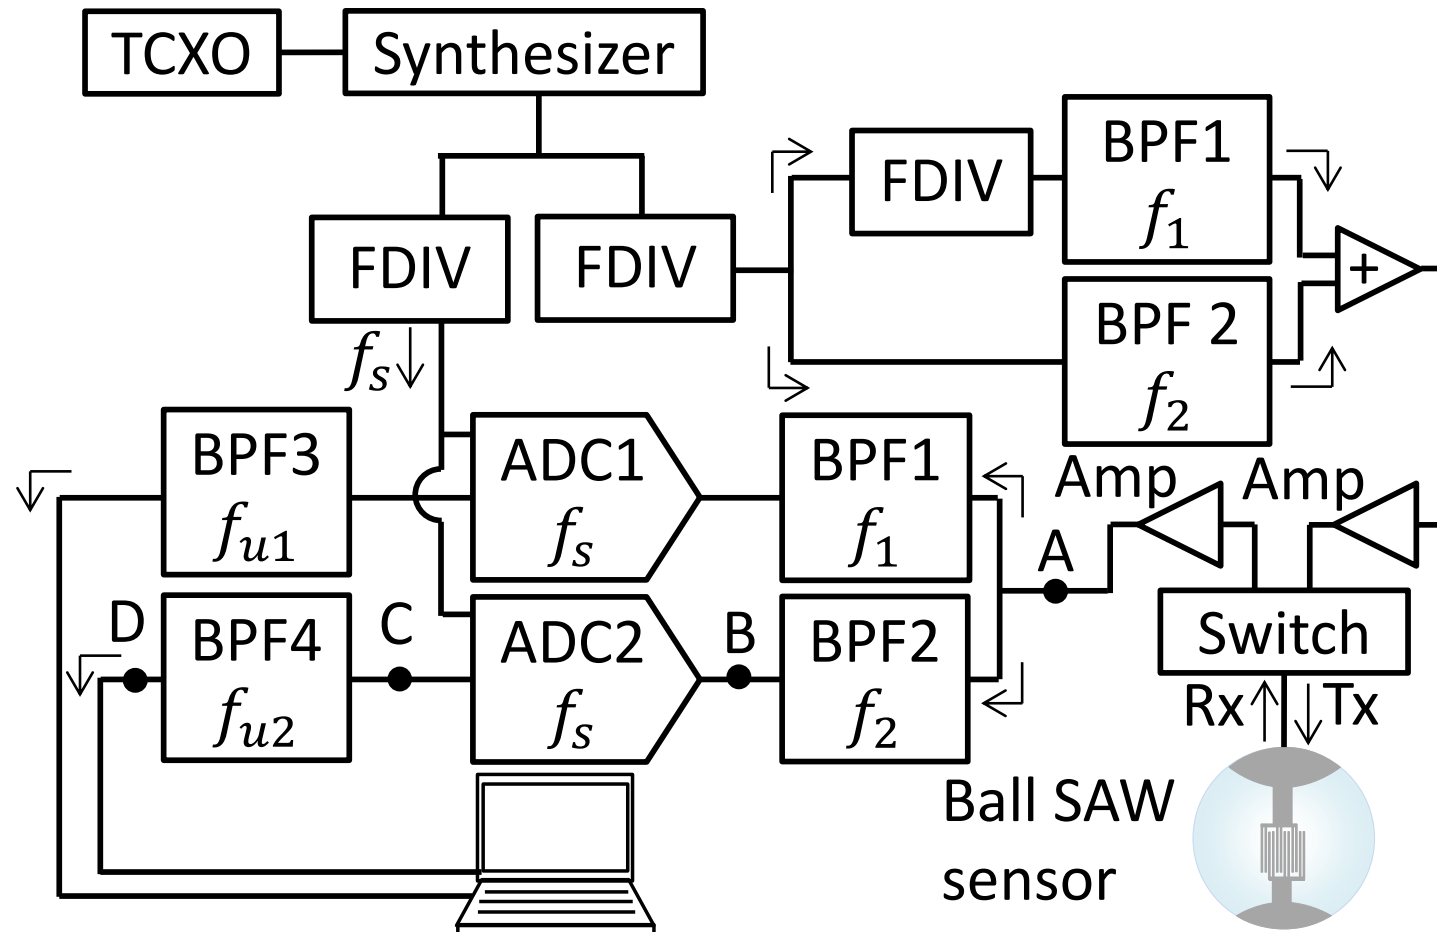 TCXO
Synthesizer
FDIV
FDIV
FDIV
BPF1
f₁
BPF 2
f₂
+
fₛ
BPF3
fᵤ₁
ADC1
fₛ
BPF1
f₁
Amp
Amp
A
D
BPF4
fᵤ₂
C
ADC2
fₛ
B
BPF2
f₂
Switch
Rx
Tx
Ball SAW
sensor